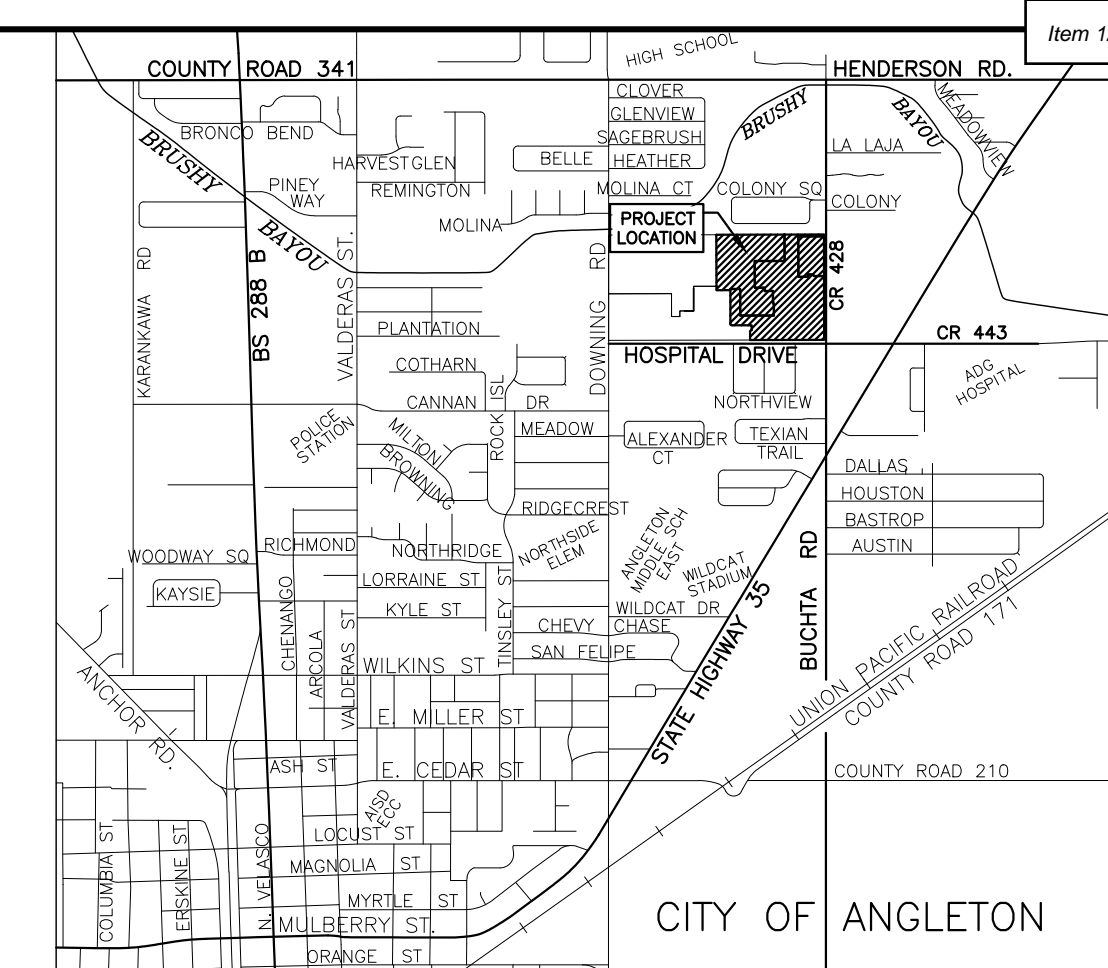 Item 1
HIGH SCHOOL
COUNTY ROAD 341
HENDERSON RD.
CLOVER
GLENVIEW
SAGEBRUSH
HEATHER
BELLE
BRUSHY
BAYOU
MEADOWVIEW
LA LAJA
BRONCO BEND
BRUSHY
BAYOU
HARVEST GLEN
REMINGTON
PINEY
WAY
MOLINA CT
COLONY SQ
COLONY
MOLINA
PROJECT
LOCATION
KARANKAWA RD
BS 288 B
VALDERAS ST.
DOWNING RD
CR 428
CR 443
PLANTATION
HOSPITAL DRIVE
COTHARN
ADG
HOSPITAL
CANNAN DR
ROCK ISL
NORTHVIEW
POLICE
STATION
MILTON
BROWNING
MEADOW
ALEXANDER
CT
TEXIAN
TRAIL
DALLAS
HOUSTON
BASTROP
AUSTIN
RIDGECREST
NORTHSIDE
ELEM
ANGLETON
MIDDLE SCH
EAST
WILDCAT
STADIUM
WOODWAY SQ
RICHMOND
NORTHRIDGE
KAYSIE
LORRAINE ST
KYLE ST
CHENANGO
ARCOLA
VALDERAS ST
TINSLEY ST
WILDCAT DR
CHEVY CHASE
SAN FELIPE
STATE HIGHWAY 35
BUCHTA RD
UNION PACIFIC RAILROAD
COUNTY ROAD 171
WILKINS ST
ANCHOR RD.
E. MILLER ST
ASH ST
E. CEDAR ST
COUNTY ROAD 210
AISD
ECC
LOCUST ST
COLUMBIA ST
ERSKINE ST
N. VELASCO
MAGNOLIA ST
MYRTLE ST
MULBERRY ST.
ORANGE ST
CITY OF ANGLETON